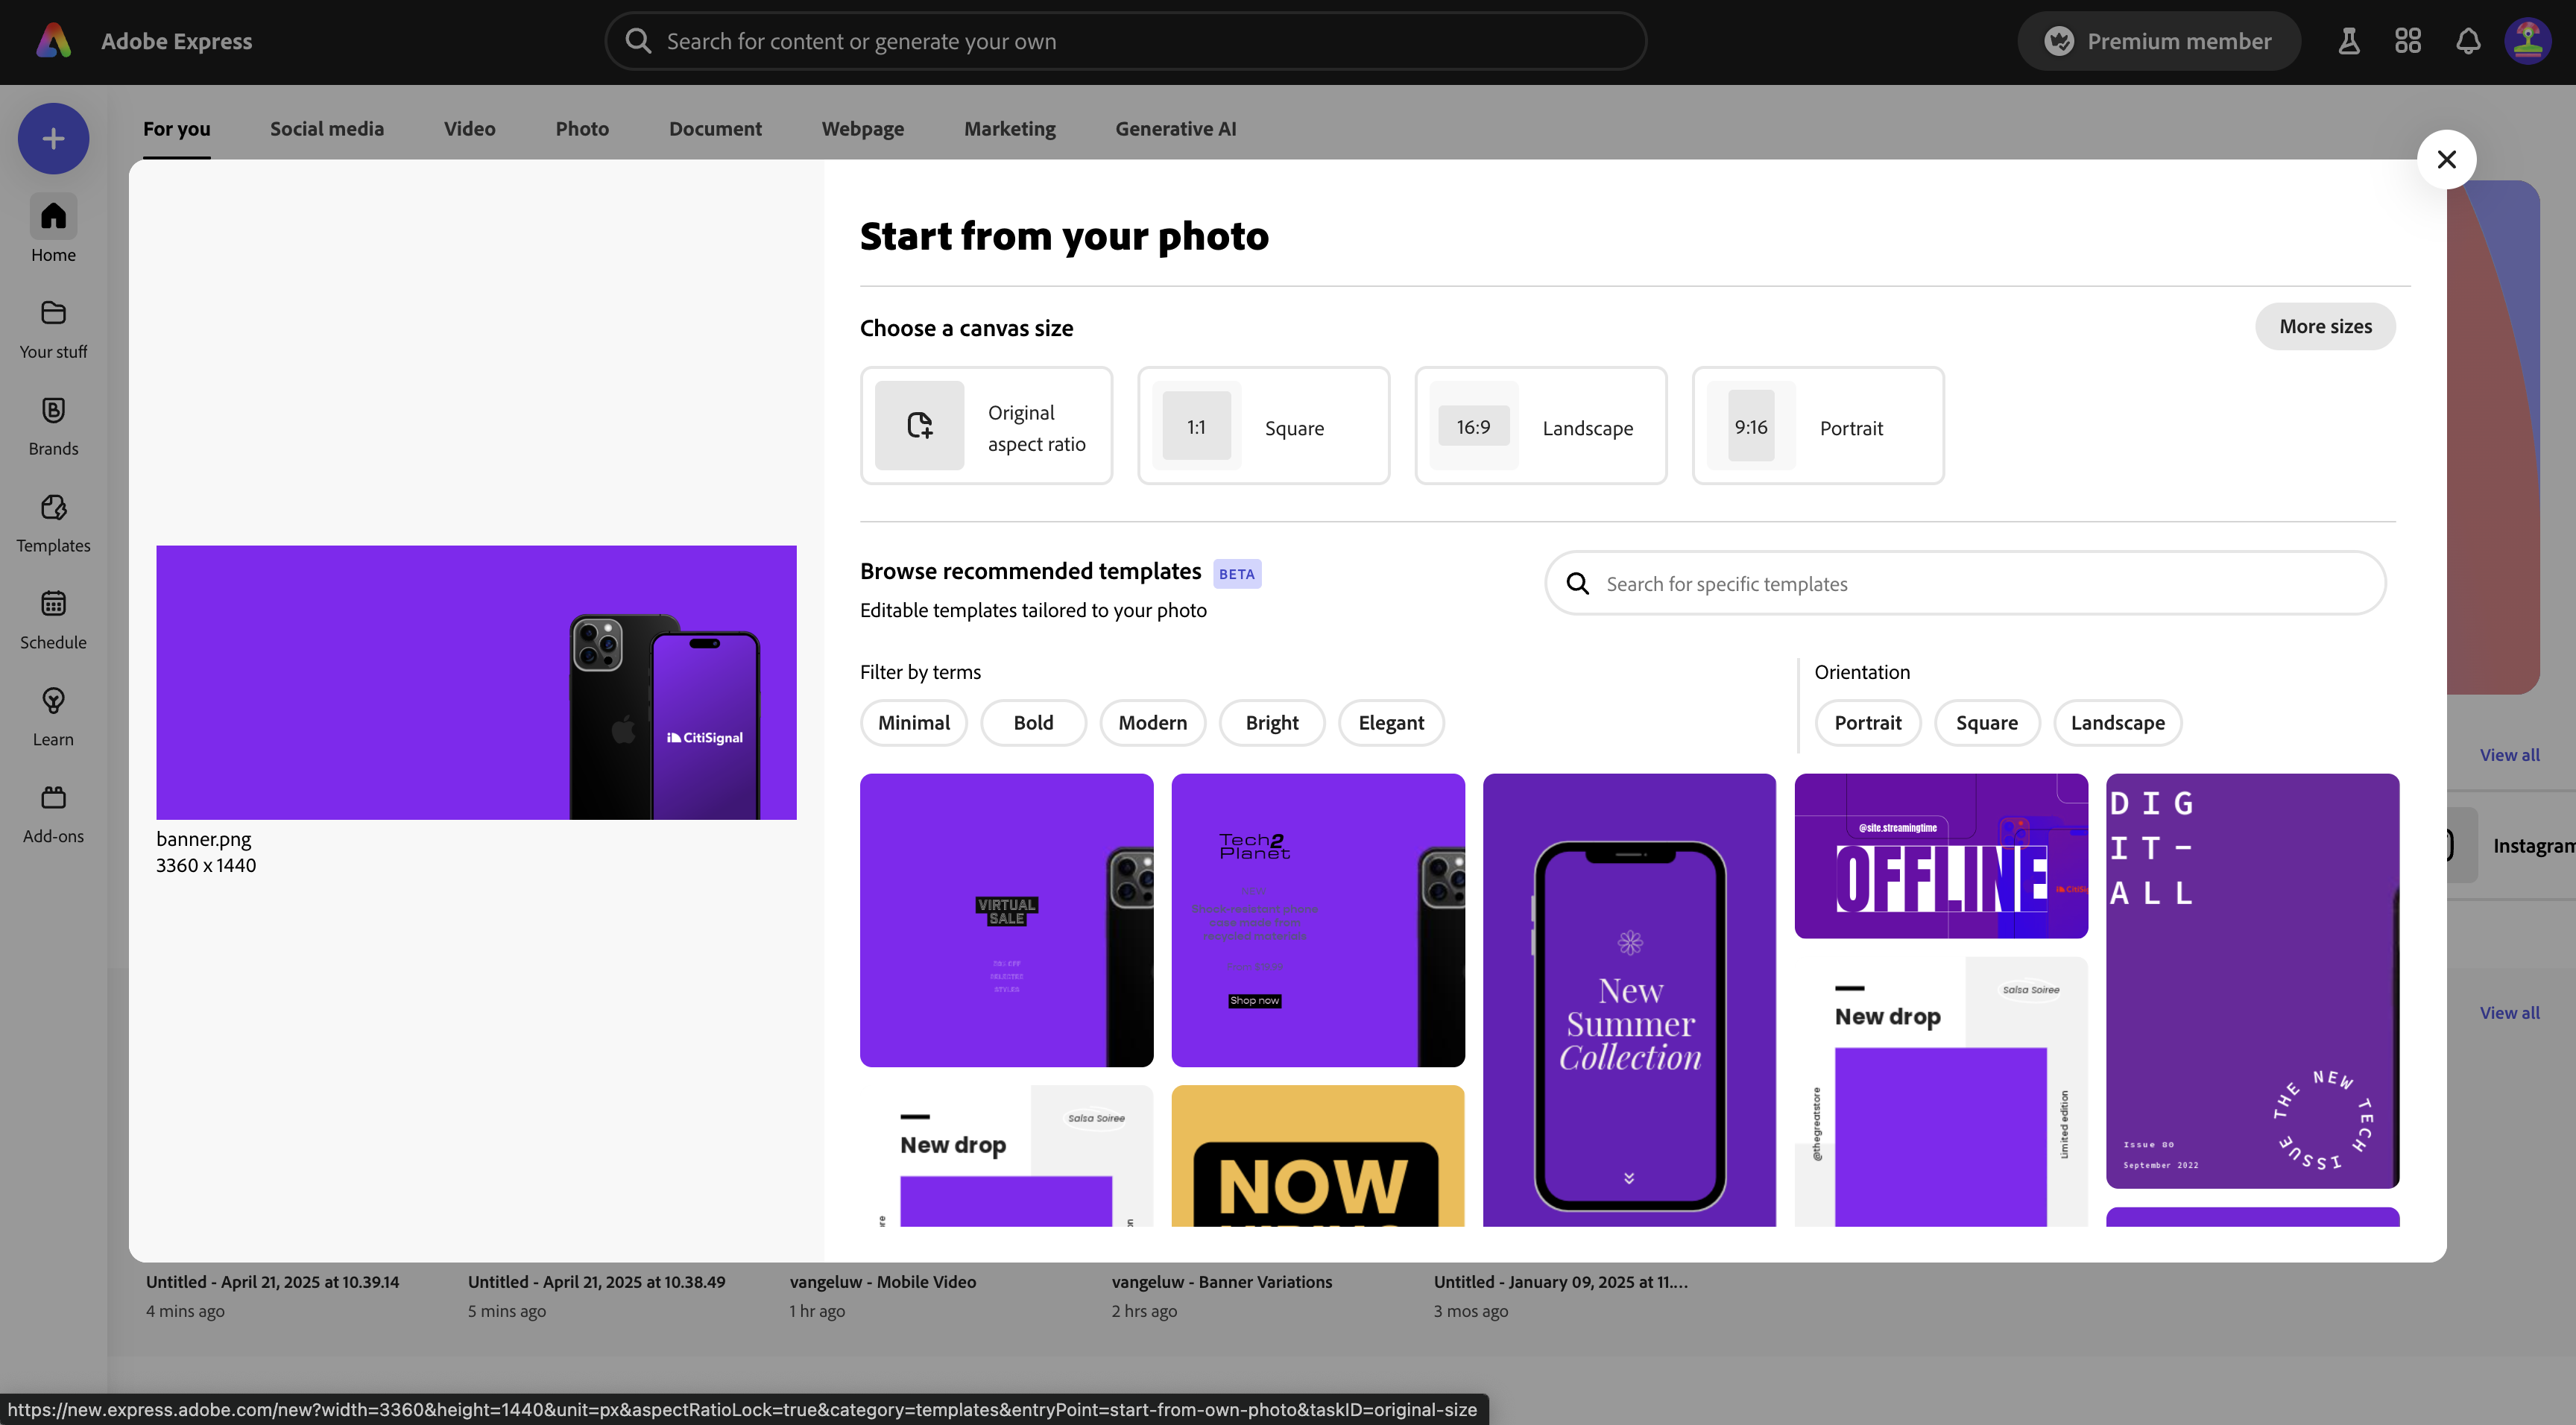 Adobe Express
Search for content or generate your own
Premium member
For you
Social media
Video
Photo
Document
Webpage
Marketing
Generative AI
Home
Your stuff
Brands
Templates
Schedule
Learn
Add-ons
CitiSignal
banner.png
3360 x 1440
Start from your photo
Choose a canvas size
More sizes
Original
aspect ratio
1:1
Square
16:9
Landscape
9:16
Portrait
Browse recommended templates
BETA
Editable templates tailored to your photo
Search for specific templates
Filter by terms
Minimal
Bold
Modern
Bright
Elegant
Orientation
Portrait
Square
Landscape
VIRTUAL
SALE
50% OFF
SELECTED
STYLES
Tech2
Planet
Shop now
New
Summer
Collection
@site.streamingtime
OFFLINE
DIG
IT-
ALL
THE NEW TECH ISSUE
Issue 80
September 2022
Salsa Soiree
New drop
NOW
Salsa Soiree
New drop
@thegreatstore
Limited edition
View all
Instagram
View all
Untitled - April 21, 2025 at 10.39.14
4 mins ago
Untitled - April 21, 2025 at 10.38.49
5 mins ago
vangeluw - Mobile Video
1 hr ago
vangeluw - Banner Variations
2 hrs ago
Untitled - January 09, 2025 at 11....
3 mos ago
https://new.express.adobe.com/new?width=3360&height=1440&unit=px&aspectRatioLock=true&category=templates&entryPoint=start-from-own-photo&taskID=original-size